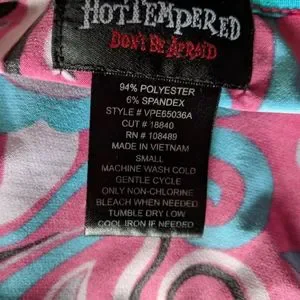 HOTTEMPERED
DON'T BE AFRAID
94% POLYESTER
6% SPANDEX
STYLE # VPE65036A
CUT # 18840
RN # 108489
MADE IN VIETNAM
SMALL
MACHINE WASH COLD
GENTLE CYCLE
ONLY NON-CHLORINE
BLEACH WHEN NEEDED
TUMBLE DRY LOW
COOL IRON IF NEEDED